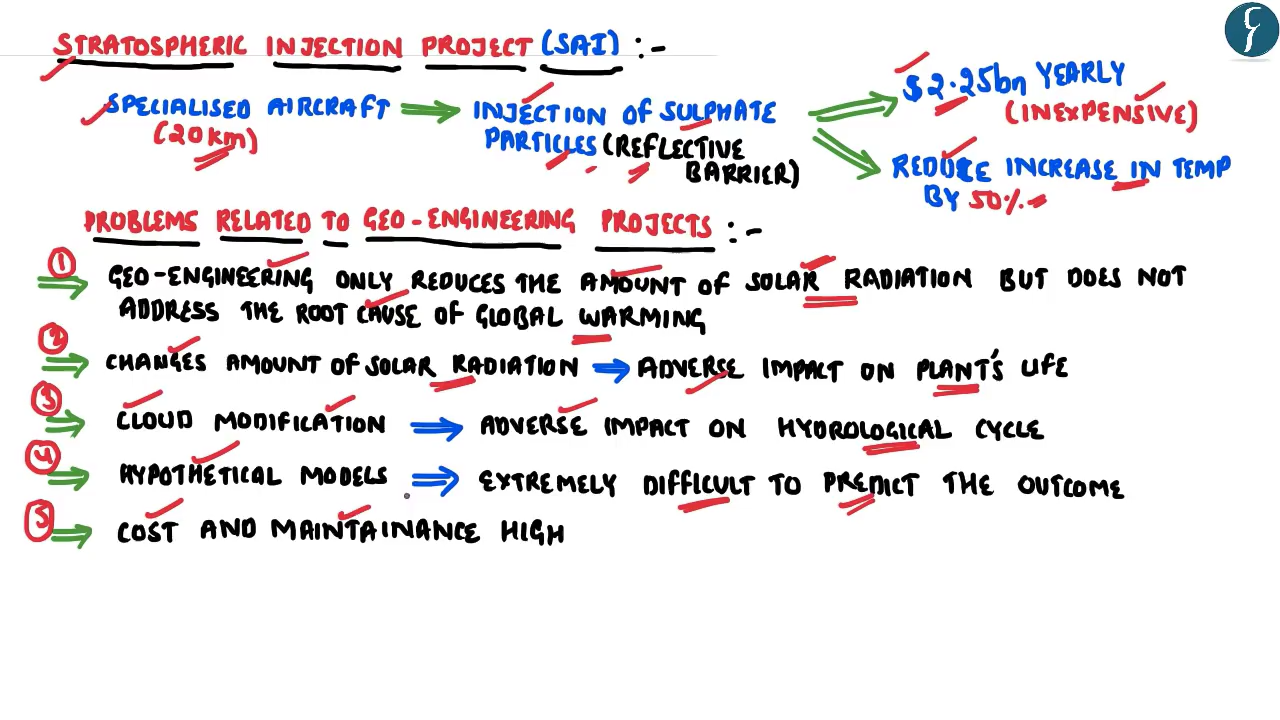 STRATOSPHERIC INJECTION PROJECT (SAI) :-
SPECIALISED AIRCRAFT
(20 km)
INJECTION OF SULPHATE
PARTICLES (REFLECTIVE
BARRIER)
$ 2.25bn YEARLY
(INEXPENSIVE)
REDUCE INCREASE IN TEMP
BY 50%
PROBLEMS RELATED TO GEO-ENGINEERING PROJECTS :-
1 GEO-ENGINEERING ONLY REDUCES THE AMOUNT OF SOLAR RADIATION BUT DOES NOT
ADDRESS THE ROOT CAUSE OF GLOBAL WARMING
2 CHANGES AMOUNT OF SOLAR RADIATION ⇒ ADVERSE IMPACT ON PLANT'S LIFE
3 CLOUD MODIFICATION ⇒ ADVERSE IMPACT ON HYDROLOGICAL CYCLE
4 HYPOTHETICAL MODELS ⇒ EXTREMELY DIFFICULT TO PREDICT THE OUTCOME
5 COST AND MAINTAINANCE HIGH